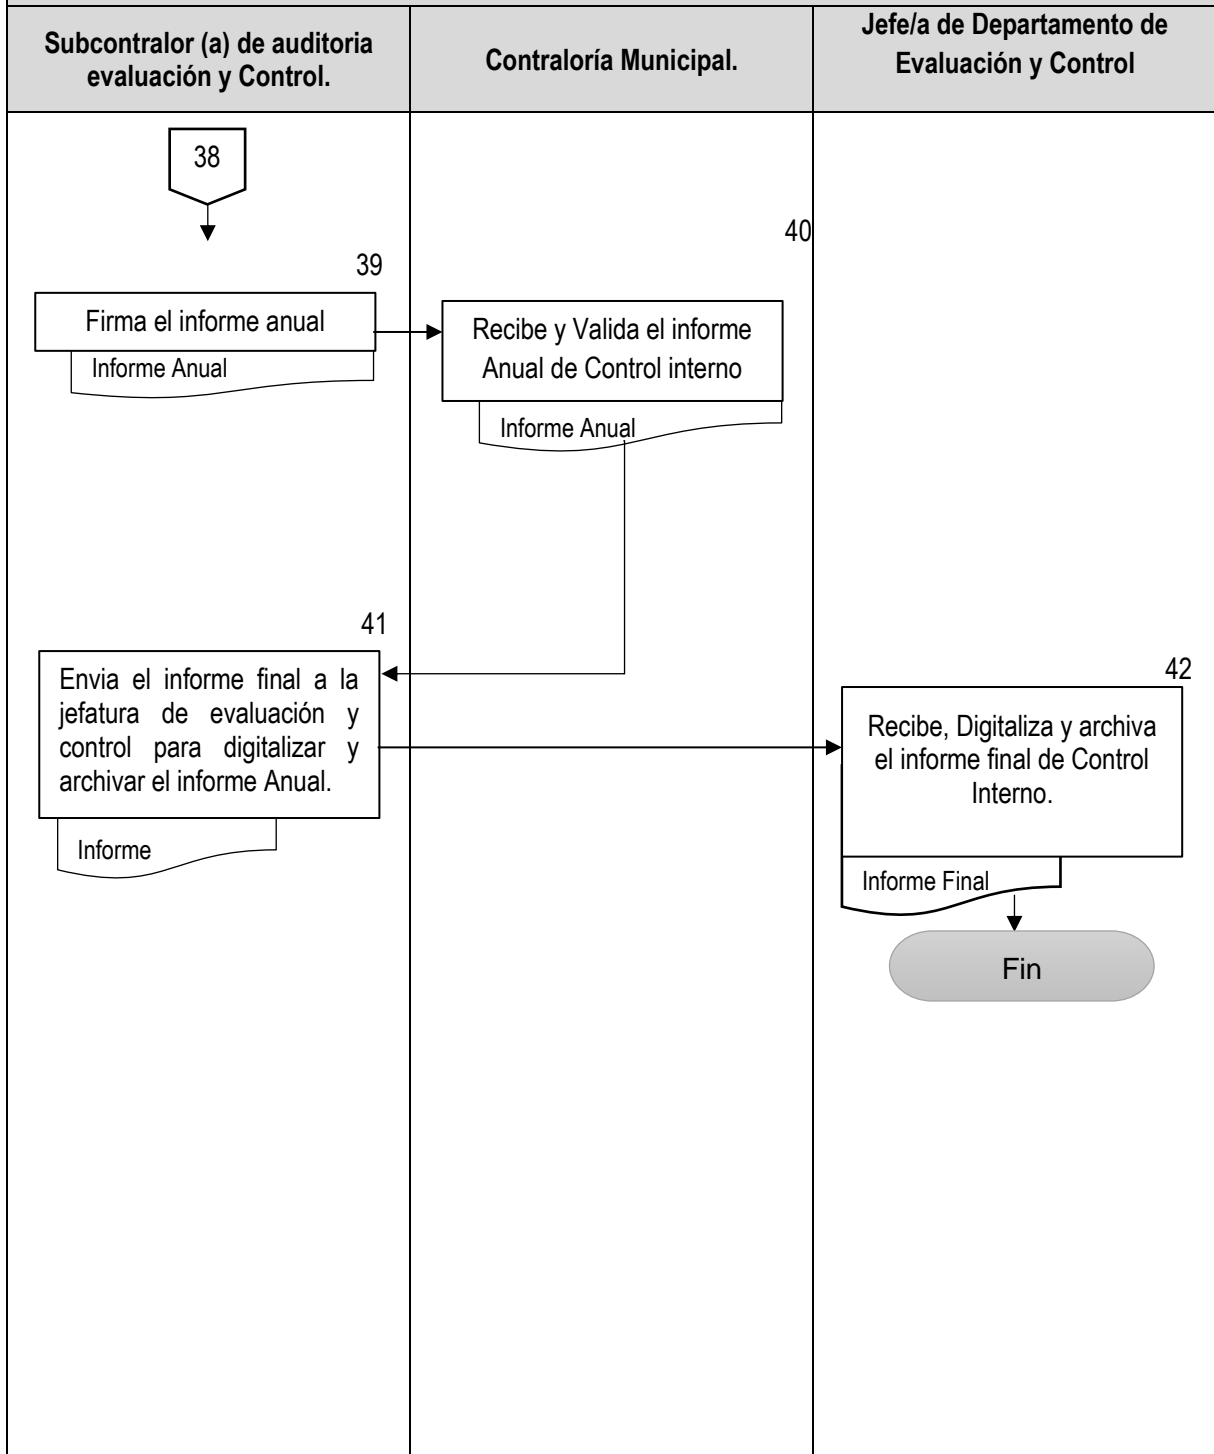 Subcontralor (a) de auditoria
evaluación y Control.
Contraloría Municipal.
Jefe/a de Departamento de
Evaluación y Control
38
39
Firma el informe anual
Informe Anual
40
Recibe y Valida el informe
Anual de Control interno
Informe Anual
41
Envia el informe final a la
jefatura de evaluación y
control para digitalizar y
archivar el informe Anual.
Informe
42
Recibe, Digitaliza y archiva
el informe final de Control
Interno.
Informe Final
Fin